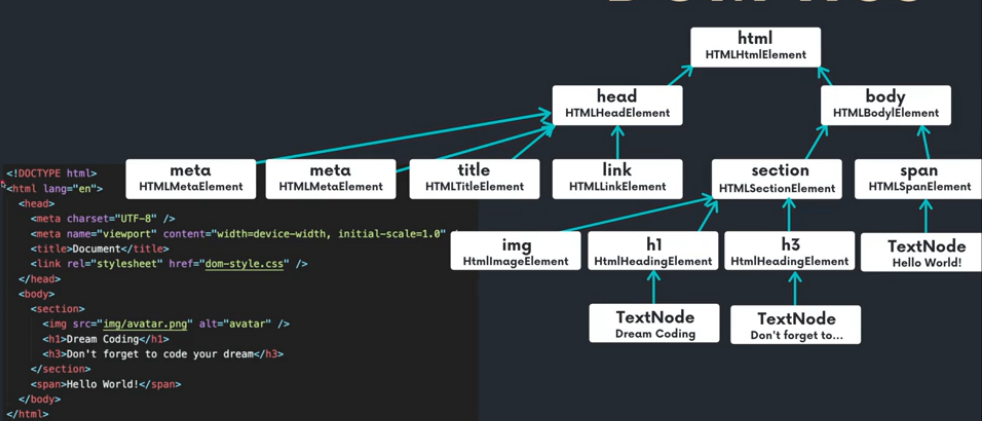 DOM Tree
html
HTMLHtmlElement
head
HTMLHeadElement
body
HTMLBodylElement
meta
HTMLMetaElement
meta
HTMLMetaElement
title
HTMLTitleElement
link
HTMLLinkElement
section
HTMLSectionElement
span
HTMLSpanElement
img
HtmlImageElement
h1
HtmlHeadingElement
h3
HtmlHeadingElement
TextNode
Hello World!
TextNode
Dream Coding
TextNode
Don't forget to...
<!DOCTYPE html>
<html lang="en">
<head>
<meta charset="UTF-8" />
<meta name="viewport" content="width=device-width, initial-scale=1.0"
<title>Document</title>
<link rel="stylesheet" href="dom-style.css" />
</head>
<body>
<section>
<img src="img/avatar.png" alt="avatar" />
<h1>Dream Coding</h1>
<h3>Don't forget to code your dream</h3>
</section>
<span>Hello World!</span>
</body>
</html>